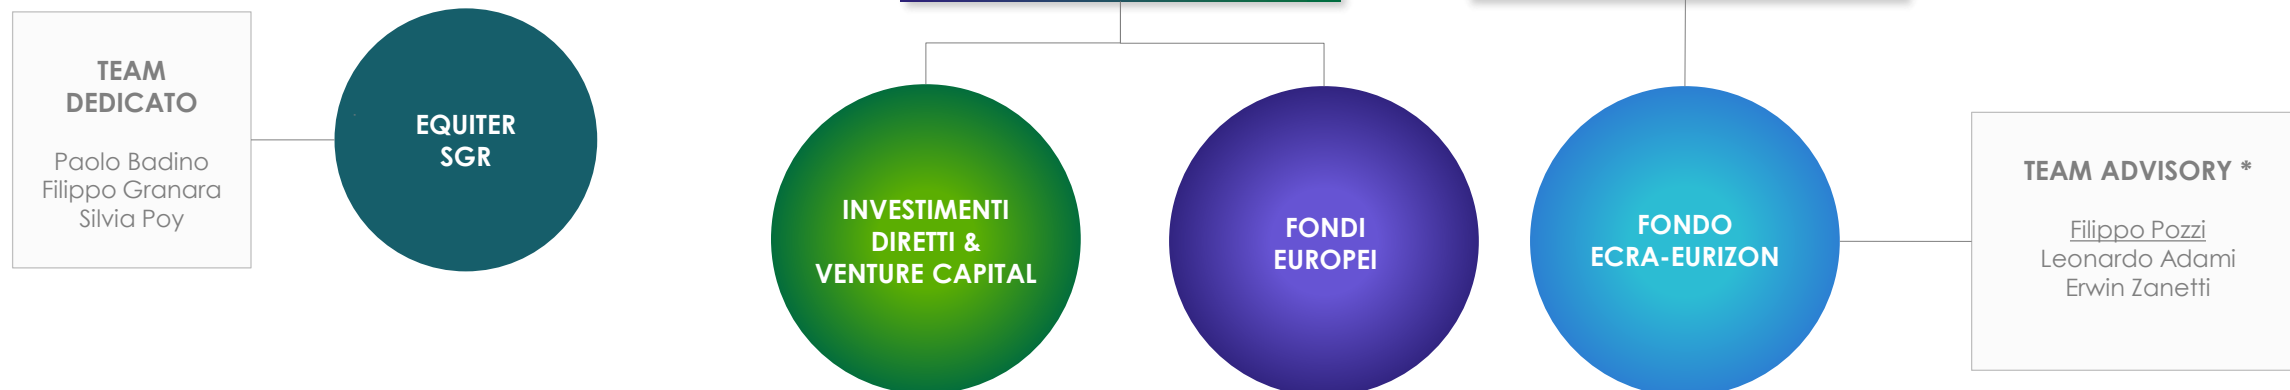 TEAM
DEDICATO
Paolo Badino
Filippo Granara
Silvia Poy
EQUITER
SGR
INVESTIMENTI
DIRETTI &
VENTURE CAPITAL
FONDI
EUROPEI
FONDO
ECRA-EURIZON
TEAM ADVISORY *
Filippo Pozzi
Leonardo Adami
Erwin Zanetti